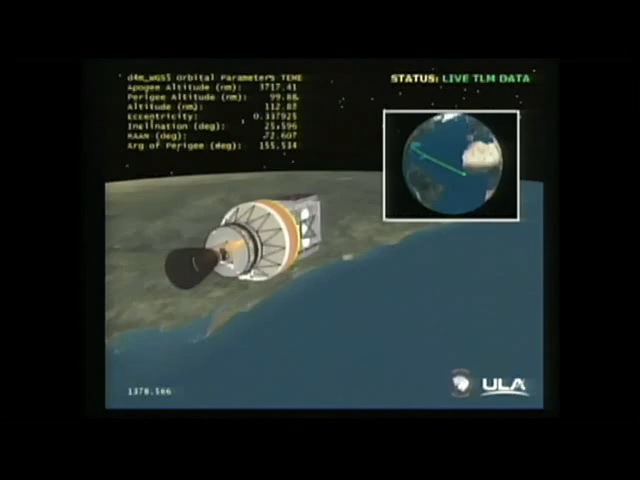 d4m_WGS5 Orbital Parameters TEME
Apogee Altitude (nm): 3717.41
Perigee Altitude (nm): 99.88
Altitude (nm): 112.87
Eccentricity: 0.337925
Inclination (deg): 25.596
RAAN (deg): 72.607
Arg of Perigee (deg): 155.534
STATUS: LIVE TLM DATA
1378.566
ULA